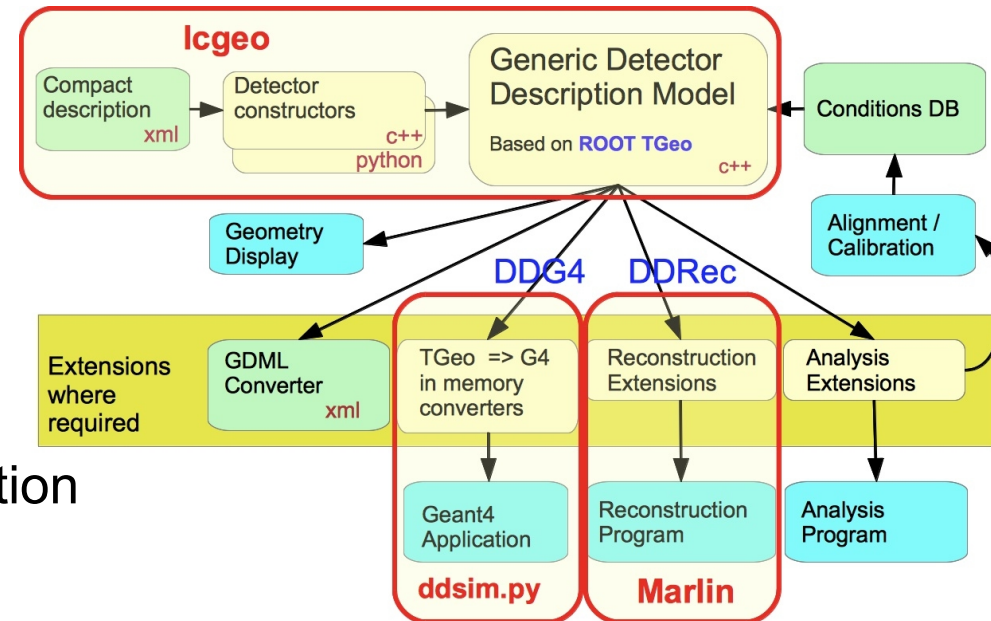 lcgeo
Compact
description
xml
Detector
constructors
c++
python
Generic Detector
Description Model
Based on ROOT TGeo
c++
Conditions DB
Alignment /
Calibration
Geometry
Display
DDG4
DDRec
Extensions
where
required
GDML
Converter
xml
TGeo => G4
in memory
converters
Reconstruction
Extensions
Analysis
Extensions
tion
Geant4
Application
Reconstruction
Program
Analysis
Program
ddsim.py
Marlin